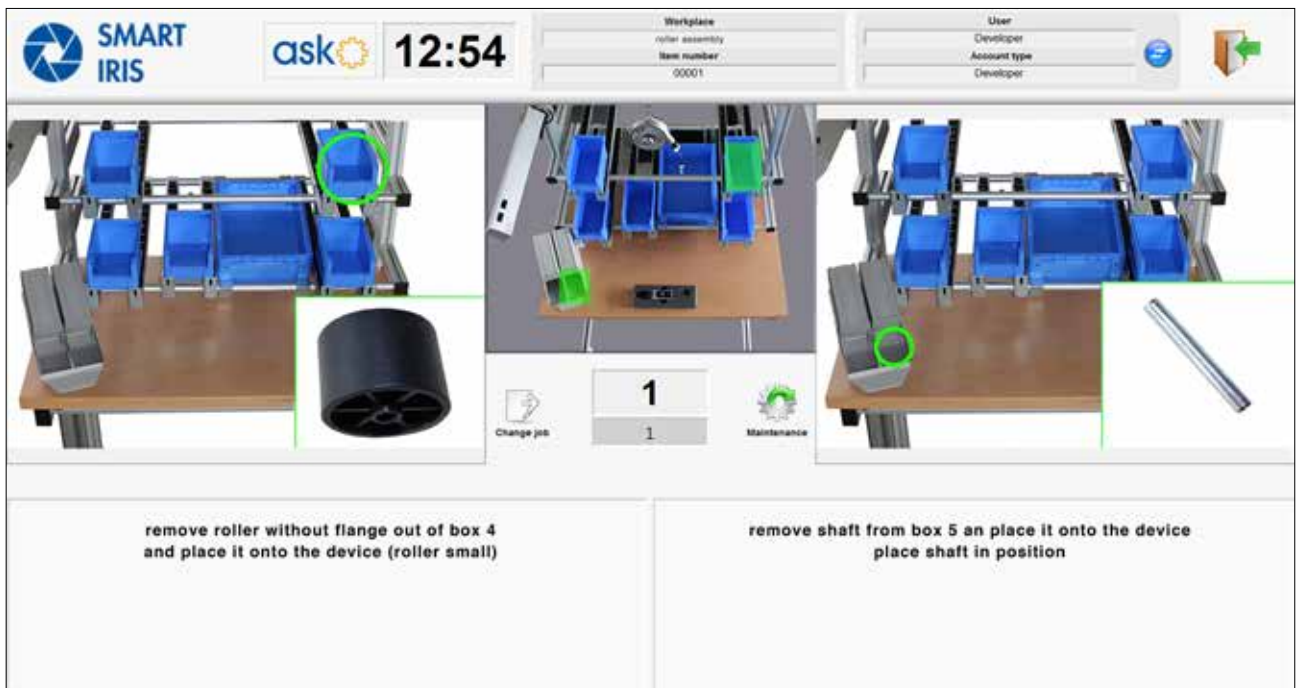 SMART
IRIS
ask
12:54
Workplace
roller assembly
Item number
00001
User
Developer
Account type
Developer
Change job
1
1
Maintenance
remove roller without flange out of box 4
and place it onto the device (roller small)
remove shaft from box 5 an place it onto the device
place shaft in position